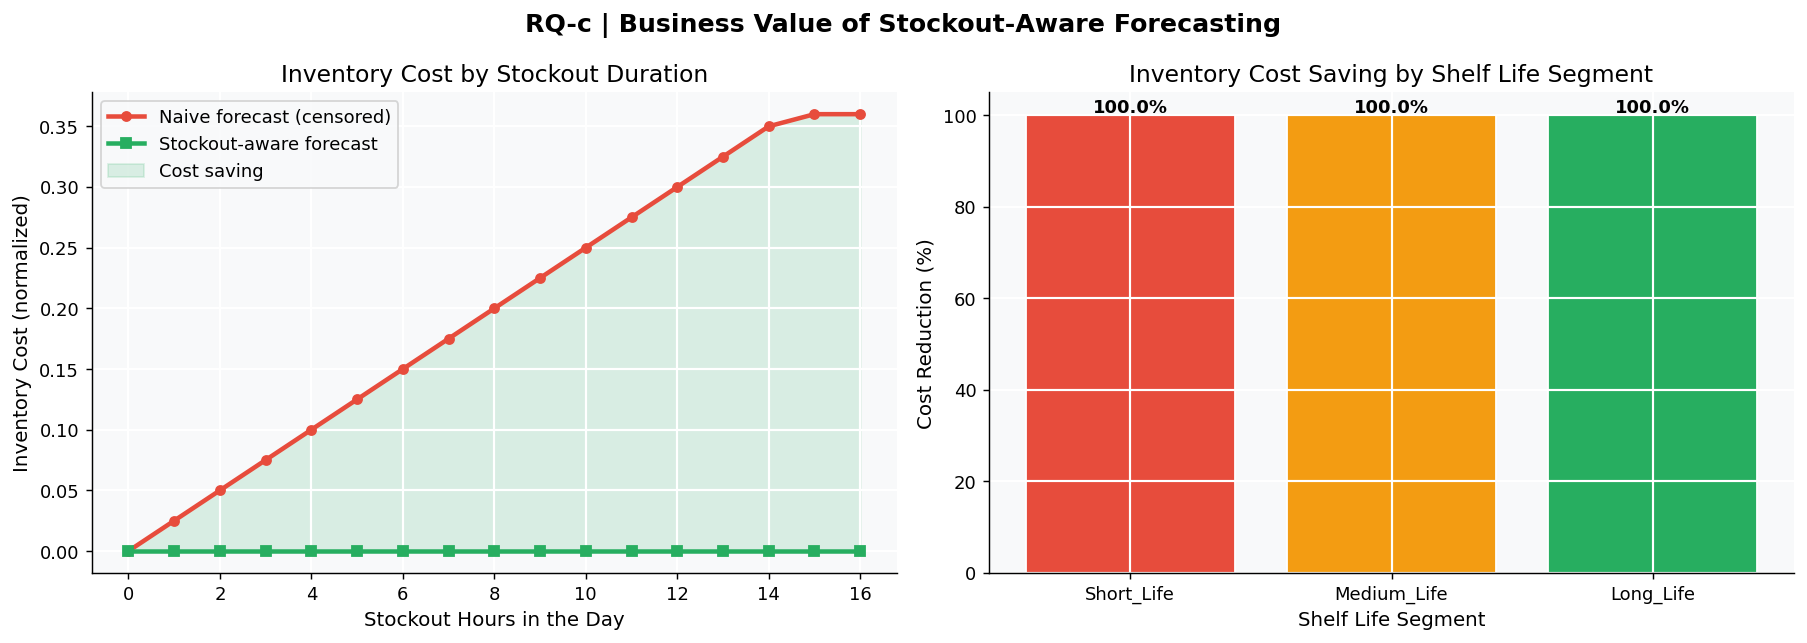 RQ-c | Business Value of Stockout-Aware Forecasting
Inventory Cost by Stockout Duration
Naive forecast (censored)
Stockout-aware forecast
Cost saving
Inventory Cost (normalized)
0.35
0.30
0.25
0.20
0.15
0.10
0.05
0.00
0 2 4 6 8 10 12 14 16
Stockout Hours in the Day
Inventory Cost Saving by Shelf Life Segment
100.0% 100.0% 100.0%
Cost Reduction (%)
100
80
60
40
20
0
Short_Life Medium_Life Long_Life
Shelf Life Segment